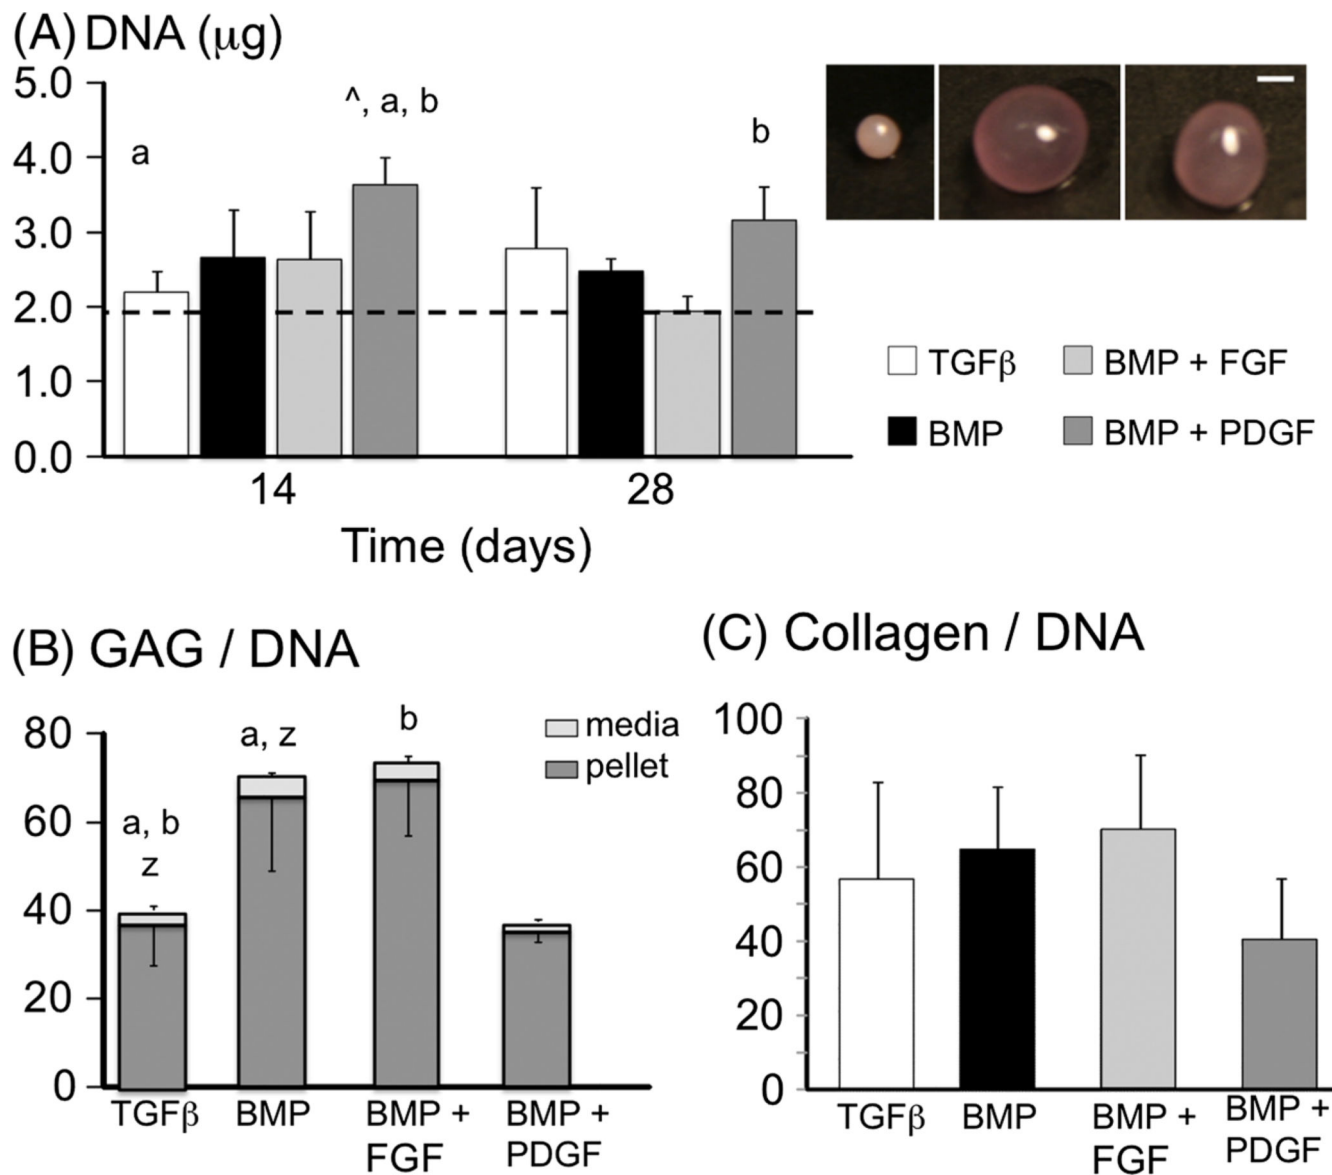 (A) DNA (μg)
5.0
4.0
3.0
2.0
1.0
0.0
a
^, a, b
b
14
28
Time (days)
TGFβ
BMP + FGF
BMP
BMP + PDGF
(B) GAG / DNA
80
60
40
20
0
a, b
z
a, z
b
media
pellet
TGFβ
BMP
BMP +
FGF
BMP +
PDGF
(C) Collagen / DNA
100
80
60
40
20
0
TGFβ
BMP
BMP +
FGF
BMP +
PDGF